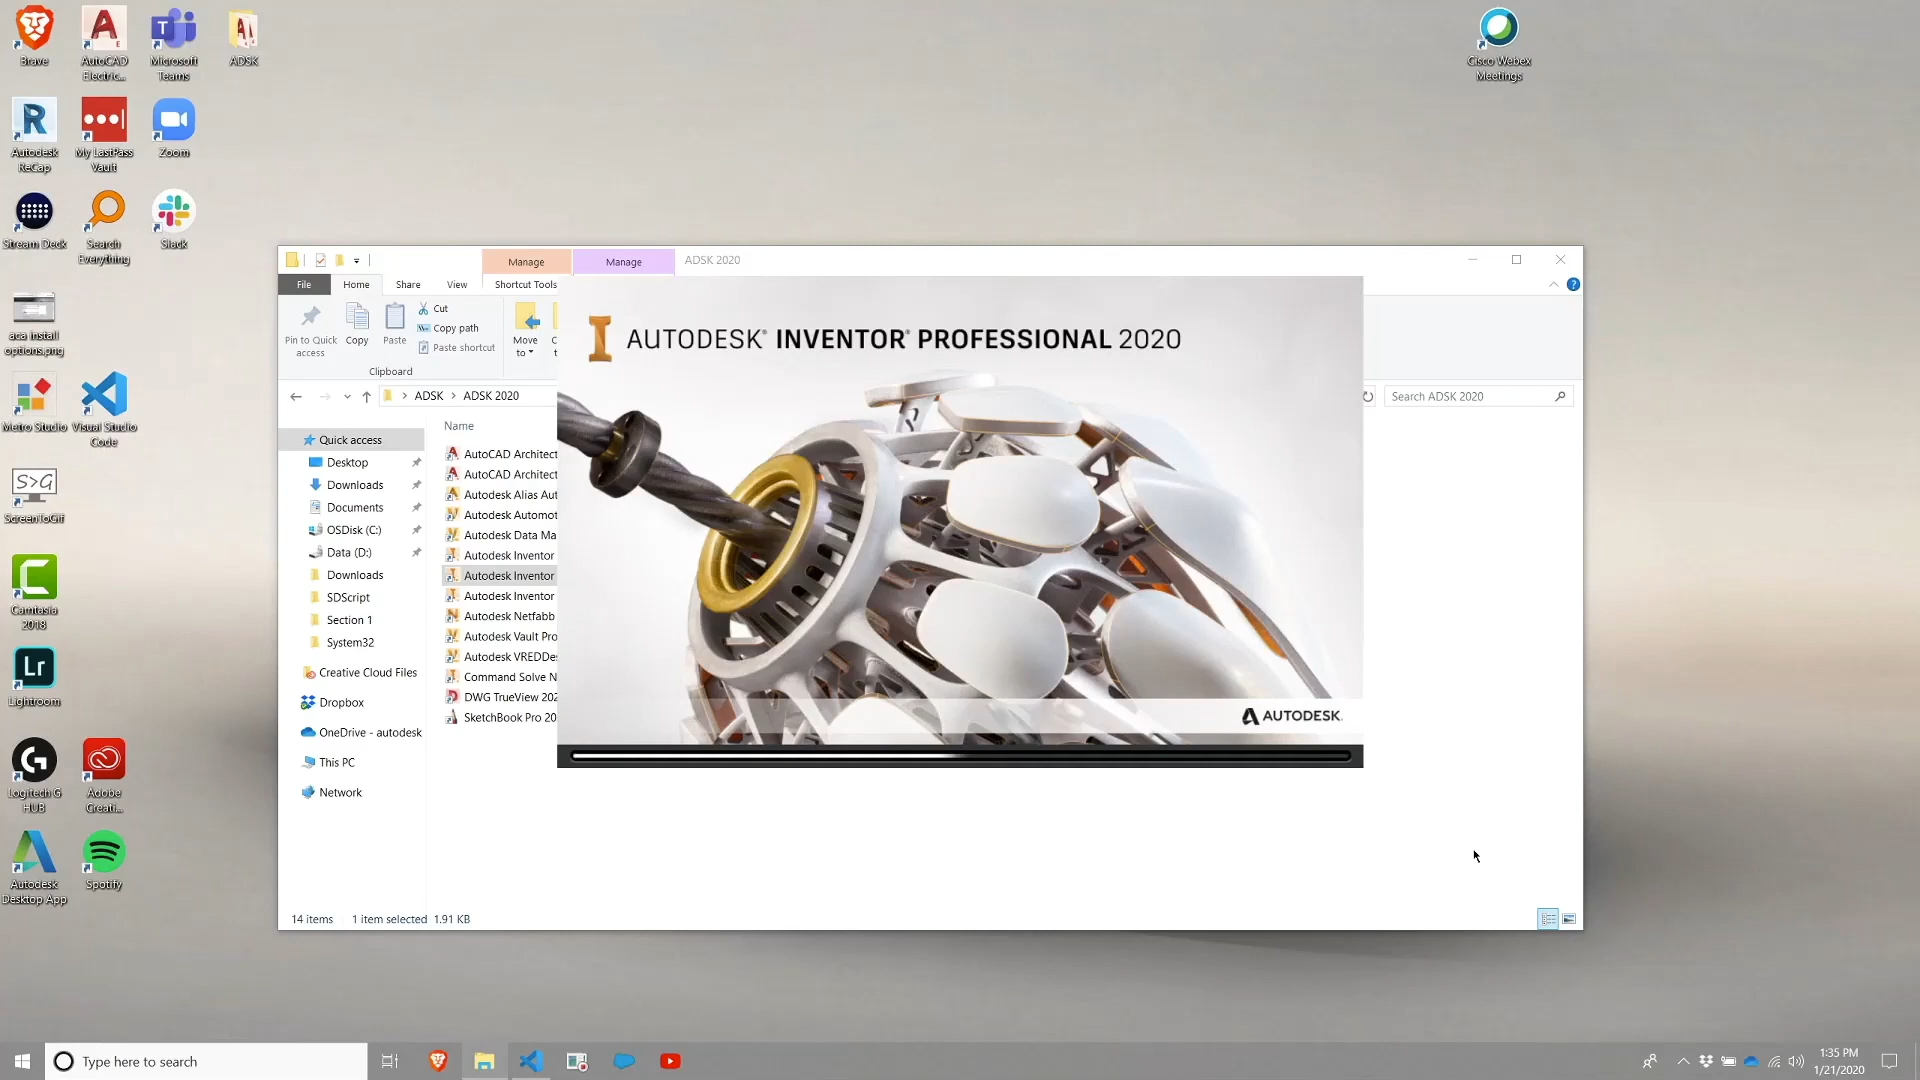 Brave
AutoCAD
Electric...
Microsoft
Teams
ADSK
Cisco Webex
Meetings
Autodesk
ReCap
My LastPass
Vault
Zoom
Stream Deck
Search
Everything
Slack
aca install
options.png
Metro Studio
Visual Studio
Code
S>G
ScreenToGif
Camtasia
2018
Lr
Lightroom
Logitech G
HUB
Adobe
Creati...
Autodesk
Desktop App
Spotify
Manage
Manage
ADSK 2020
File
Home
Share
View
Shortcut Tools
Pin to Quick
access
Copy
Paste
Cut
Copy path
Paste shortcut
Move
to
Clipboard
ADSK > ADSK 2020
Search ADSK 2020
Quick access
Desktop
Downloads
Documents
OSDisk (C:)
Data (D:)
Downloads
SDScript
Section 1
System32
Creative Cloud Files
Dropbox
OneDrive - autodesk
This PC
Network
Name
AutoCAD Architect
AutoCAD Architect
Autodesk Alias Aut
Autodesk Automot
Autodesk Data Ma
Autodesk Inventor
Autodesk Inventor
Autodesk Inventor
Autodesk Netfabb
Autodesk Vault Pro
Autodesk VREDDes
Command Solve N
DWG TrueView 202
SketchBook Pro 20
AUTODESK® INVENTOR® PROFESSIONAL 2020
AUTODESK.
14 items
1 item selected 1.91 KB
Type here to search
1:35 PM
1/21/2020